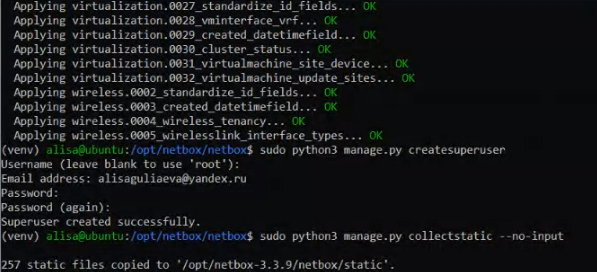 Applying virtualization.0027_standardize_id_fields... OK
Applying virtualization.0028_vminterface_vrf... OK
Applying virtualization.0029_created_datetimefield... OK
Applying virtualization.0030_cluster_status... OK
Applying virtualization.0031_virtualmachine_site_device... OK
Applying virtualization.0032_virtualmachine_update_sites... OK
Applying wireless.0002_standardize_id_fields... OK
Applying wireless.0003_created_datetimefield... OK
Applying wireless.0004_wireless_tenancy... OK
Applying wireless.0005_wirelesslink_interface_types... OK
(venv) alisa@ubuntu:/opt/netbox/netbox$ sudo python3 manage.py createsuperuser
Username (leave blank to use 'root'):
Email address: alisaguliaeva@yandex.ru
Password:
Password (again):
Superuser created successfully.
(venv) alisa@ubuntu:/opt/netbox/netbox$ sudo python3 manage.py collectstatic --no-input
257 static files copied to '/opt/netbox-3.3.9/netbox/static'.